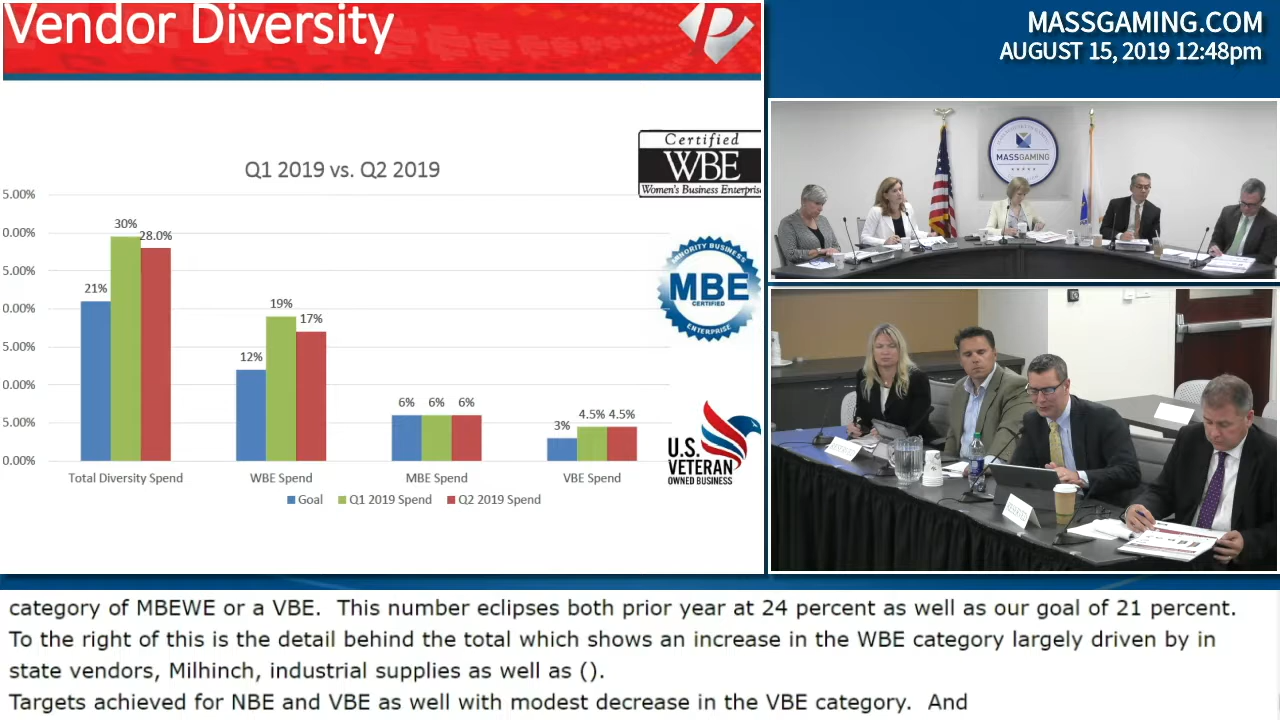 Vendor Diversity
MASSGAMING.COM
AUGUST 15, 2019 12:48pm
Q1 2019 vs. Q2 2019
Certified
WBE
Women's Business Enterpris
MINORITY BUSINESS
MBE
CERTIFIED
ENTERPRISE
U.S.
VETERAN
OWNED BUSINESS
MASSGAMING
5.00%
0.00%
5.00%
0.00%
5.00%
0.00%
5.00%
0.00%
21%
30%
28.0%
12%
19%
17%
6%
6%
6%
3%
4.5%
4.5%
Total Diversity Spend
WBE Spend
MBE Spend
VBE Spend
Goal
Q1 2019 Spend
Q2 2019 Spend
RESERVED
category of MBEWE or a VBE. This number eclipses both prior year at 24 percent as well as our goal of 21 percent.
To the right of this is the detail behind the total which shows an increase in the WBE category largely driven by in
state vendors, Milhinch, industrial supplies as well as ().
Targets achieved for NBE and VBE as well with modest decrease in the VBE category. And